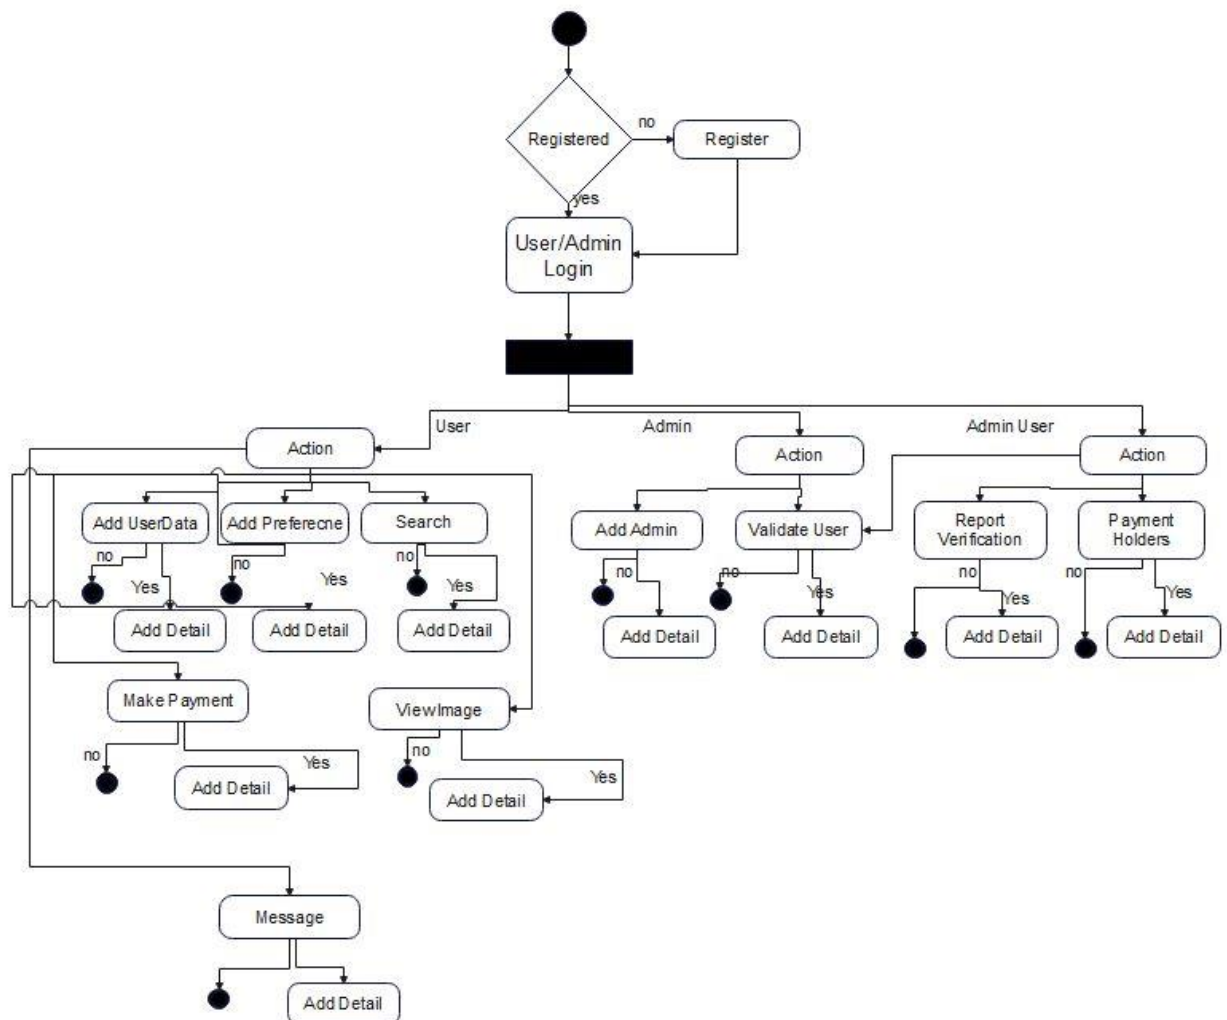 no
Registered
Register
yes
User/Admin
Login
User
Admin
Admin User
Action
Action
Action
Add UserData
Add Preferecne
Search
Add Admin
Validate User
Report
Verification
Payment
Holders
no
no
no
no
no
no
no
Yes
Yes
Yes
Yes
Yes
Yes
Add Detail
Add Detail
Add Detail
Add Detail
Add Detail
Add Detail
Add Detail
Make Payment
ViewImage
no
Yes
no
Yes
Add Detail
Add Detail
Message
Add Detail